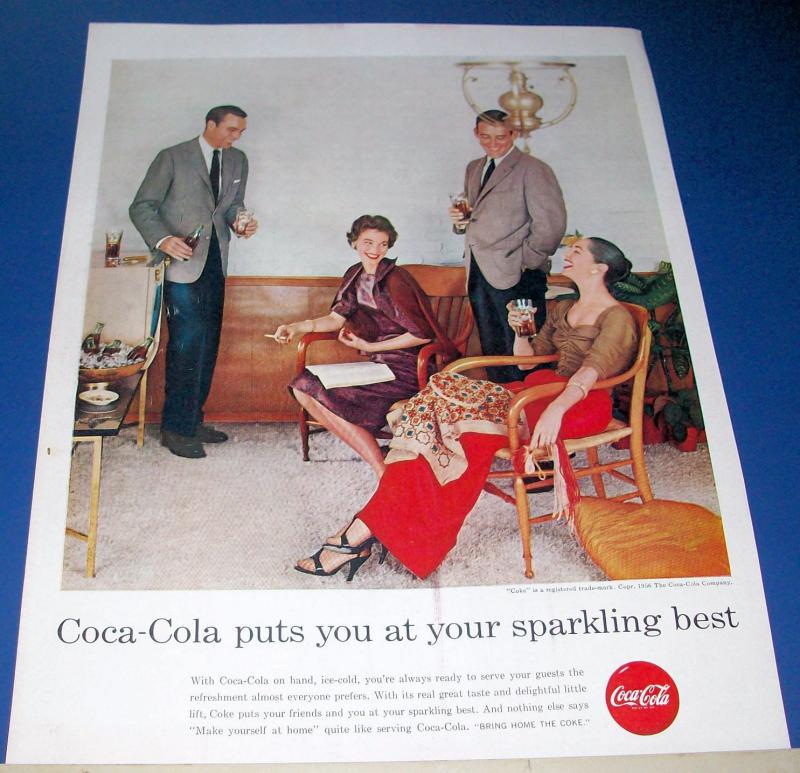 "Coke" is a registered trade-mark. Copr. 1956 The Coca-Cola Company.
Coca-Cola puts you at your sparkling best
With Coca-Cola on hand, ice-cold, you're always ready to serve your guests the
refreshment almost everyone prefers. With its real great taste and delightful little
lift, Coke puts your friends and you at your sparkling best. And nothing else says
"Make yourself at home" quite like serving Coca-Cola. "BRING HOME THE COKE."
Coca-Cola